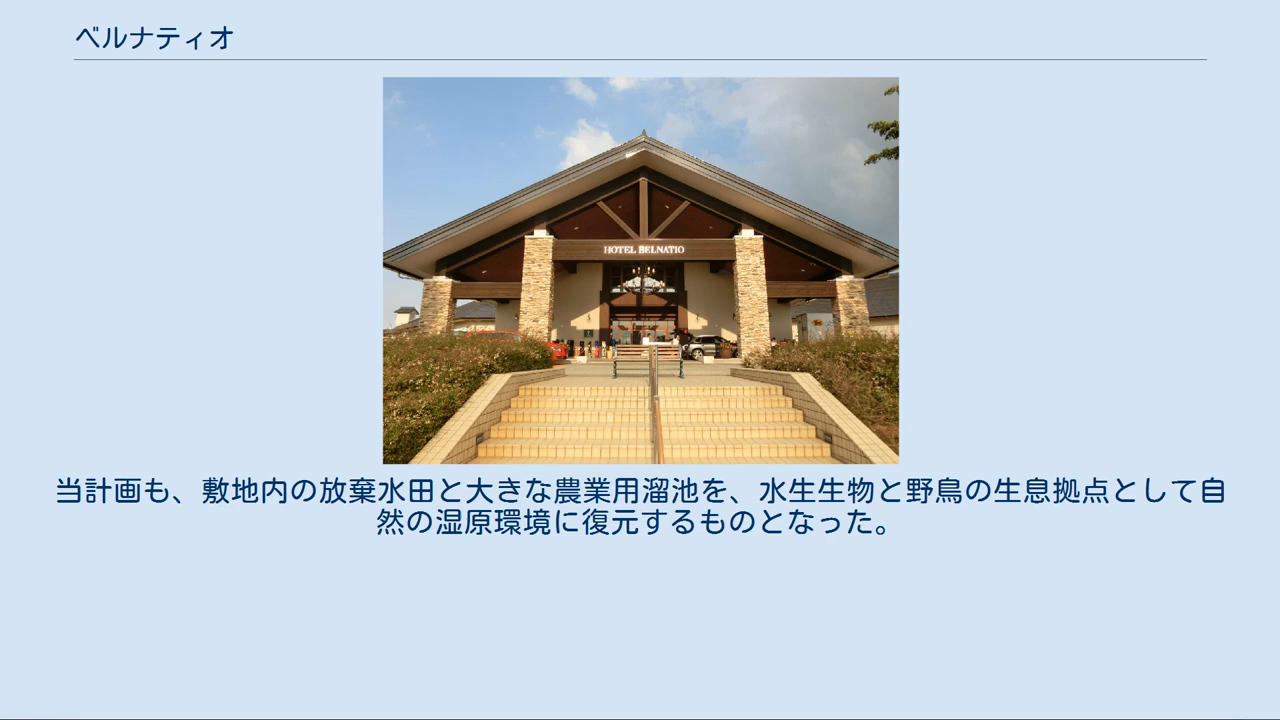 ベルナティオ
HOTEL BELNATIO
当計画も、敷地内の放棄水田と大きな農業用溜池を、水生生物と野鳥の生息拠点として自
然の湿原環境に復元するものとなった。